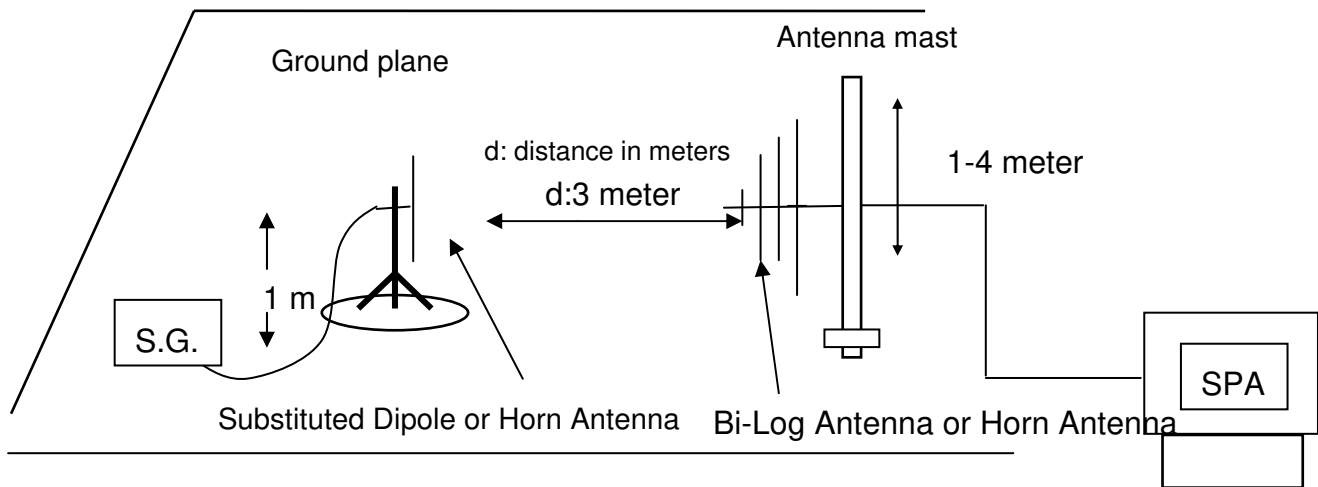 Antenna mast
Ground plane
d: distance in meters
d:3 meter
1-4 meter
1 m
S.G.
SPA
Substituted Dipole or Horn Antenna
Bi-Log Antenna or Horn Antenna